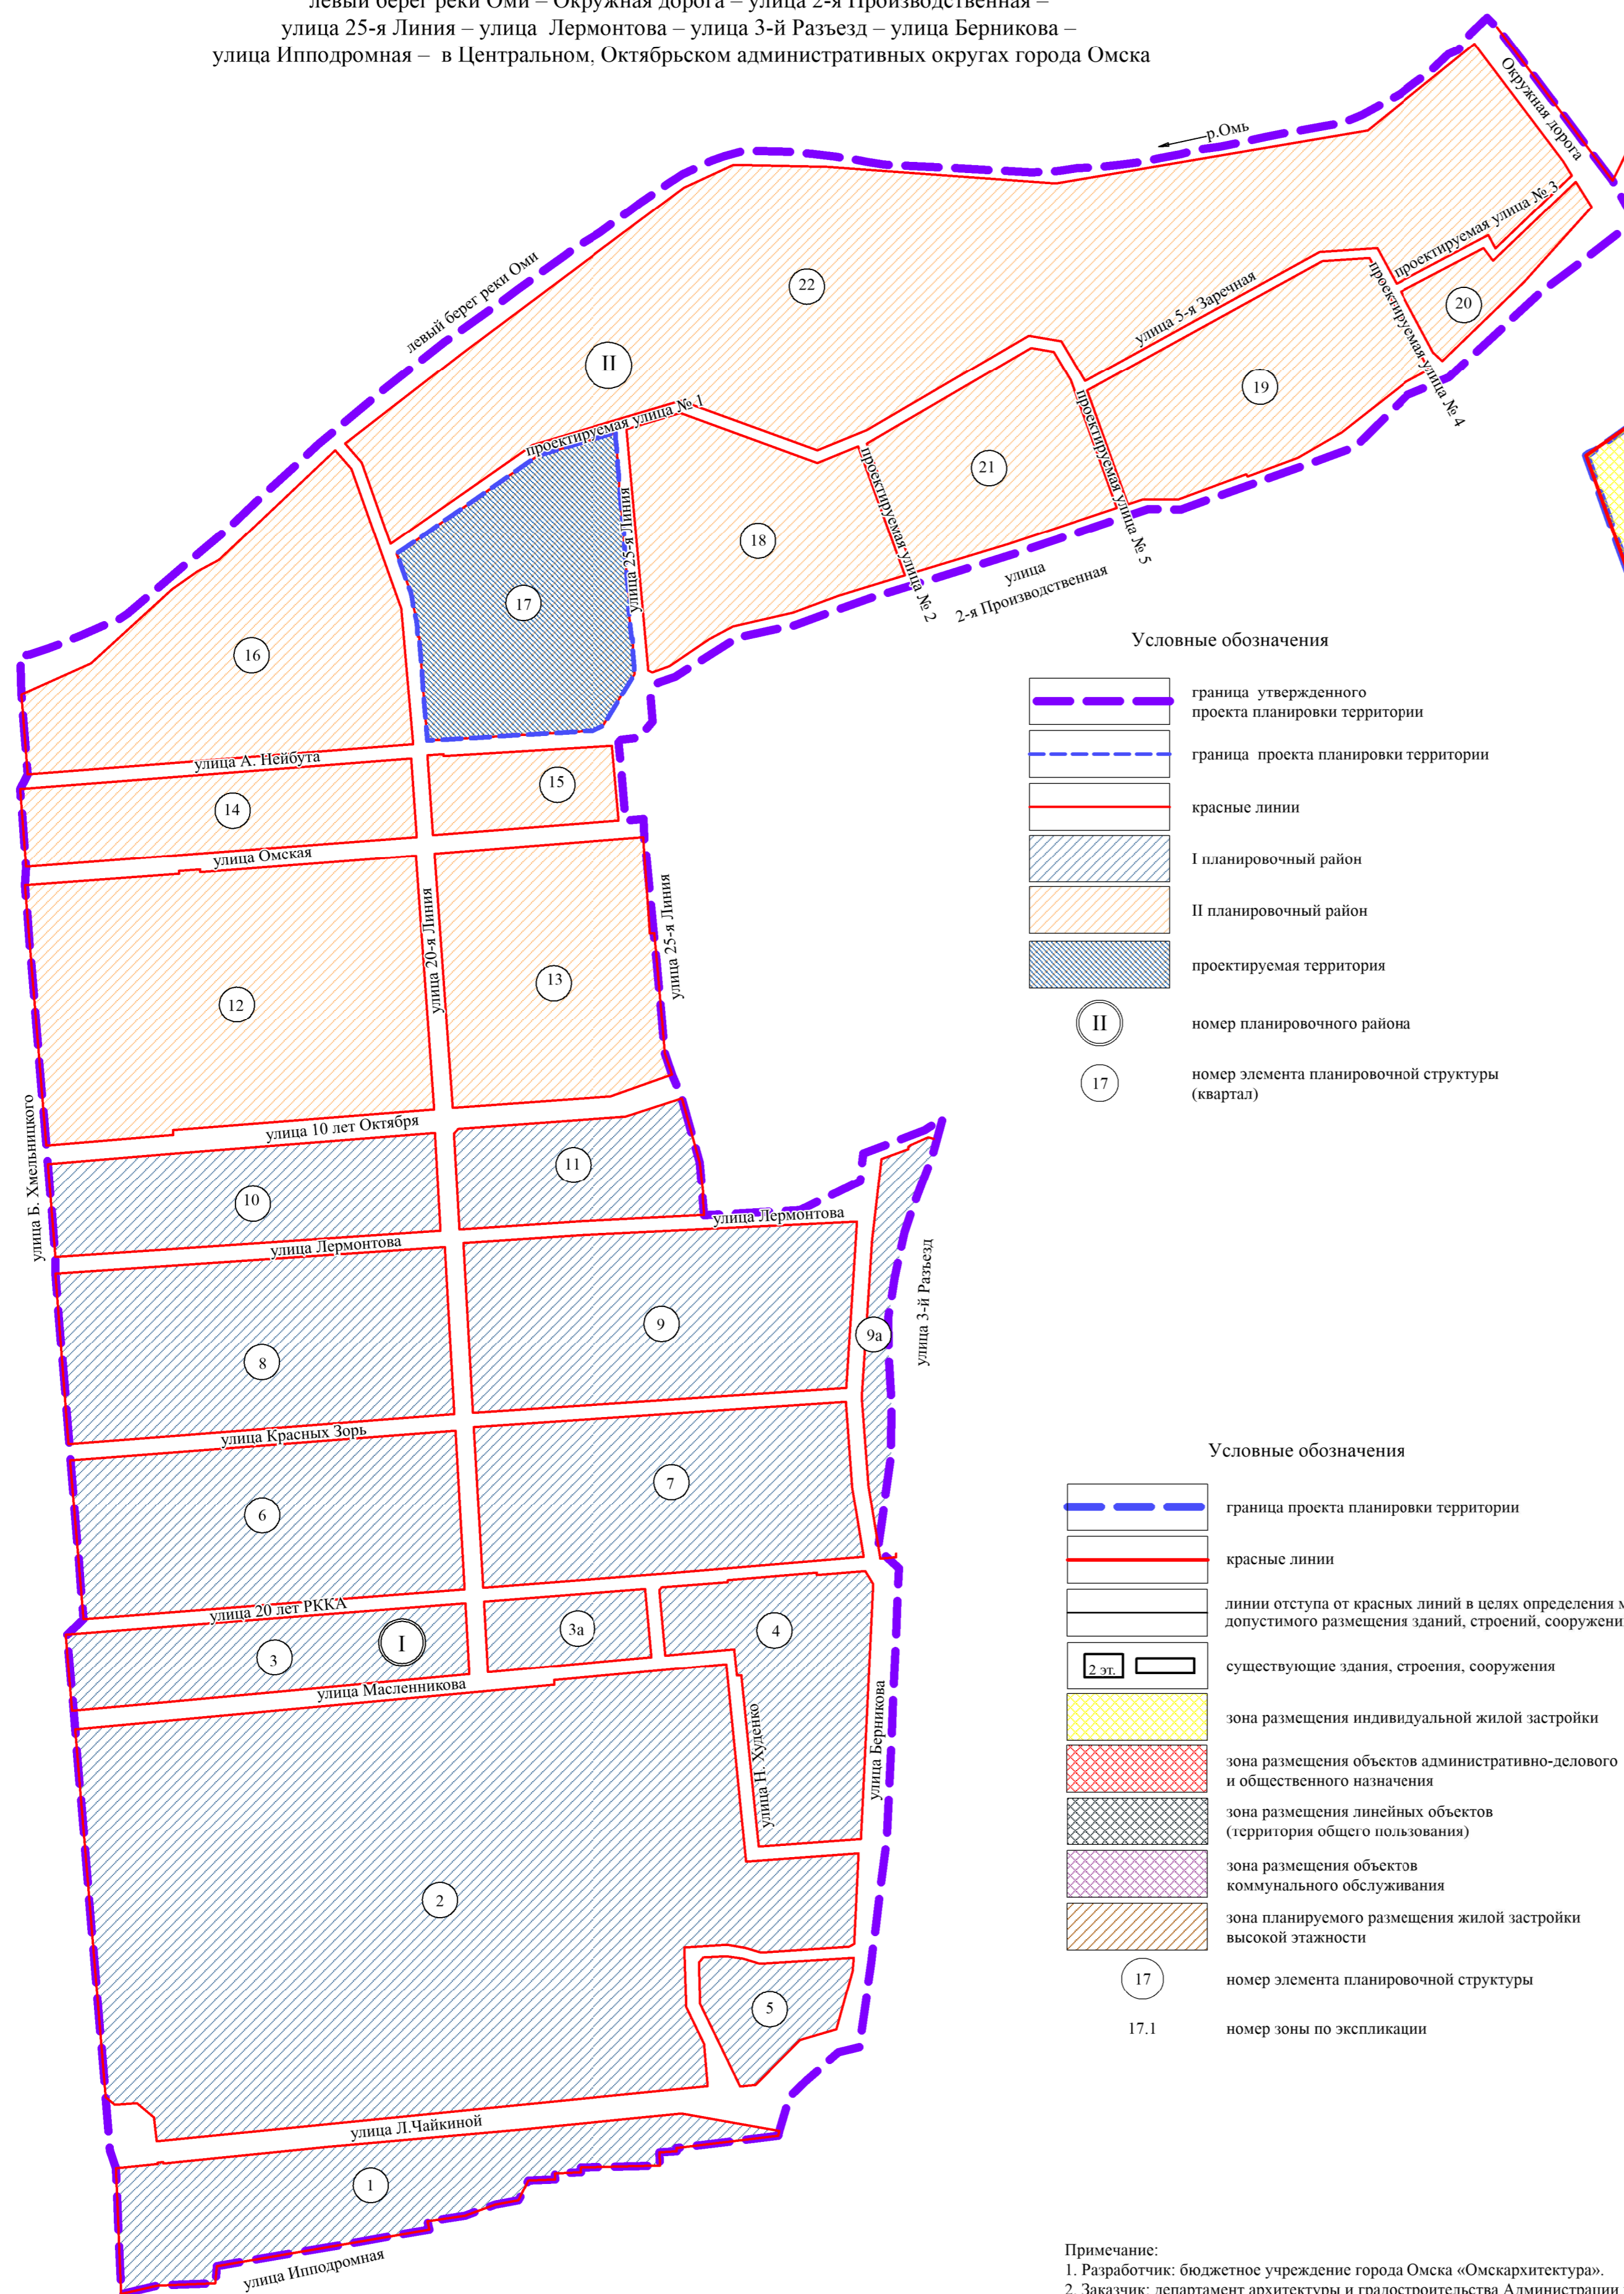 левый берег реки Оми – Окружная дорога – улица 2-я Производственная –
улица 25-я Линия – улица Лермонтова – улица 3-й Разъезд – улица Берникова –
улица Ипподромная – в Центральном, Октябрьском административных округах города Омска
Окружная дорога
р.Омь
проектируемая улица № 3
левый берег реки Оми
22
улица 5-я Заречная
проектируемая улица № 4
20
II
19
проектируемая улица № 1
проектируемая улица № 5
21
проектируемая улица № 2
18
улица 25-я Линия
17
улица
2-я Производственная
16
улица А. Нейбута
15
14
улица Омская
улица 20-я Линия
улица 25-я Линия
13
12
улица Б. Хмельницкого
улица 10 лет Октября
11
10
улица Лермонтова
улица Лермонтова
улица 3-й Разъезд
9
9а
8
улица Красных Зорь
7
6
улица 20 лет РККА
I
3а
4
3
улица Масленникова
улица Н. Худенко
улица Берникова
2
5
улица Л.Чайкиной
1
улица Ипподромная
Условные обозначения
граница утвержденного
проекта планировки территории
граница проекта планировки территории
красные линии
I планировочный район
II планировочный район
проектируемая территория
II
номер планировочного района
17
номер элемента планировочной структуры
(квартал)
Условные обозначения
граница проекта планировки территории
красные линии
линии отступа от красных линий в целях определения
допустимого размещения зданий, строений,
2 эт.
существующие здания, строения, сооружения
зона размещения индивидуальной жилой застройки
зона размещения объектов административно-делового
и общественного назначения
зона размещения линейных объектов
(территория общего пользования)
зона размещения объектов
коммунального обслуживания
зона планируемого размещения жилой застройки
высокой этажности
17
номер элемента планировочной структуры
17.1
номер зоны по экспликации
Примечание:
1. Разработчик: бюджетное учреждение города Омска «Омскархитектура».
2. Заказчик: департамент архитектуры и градостроительства Администрации